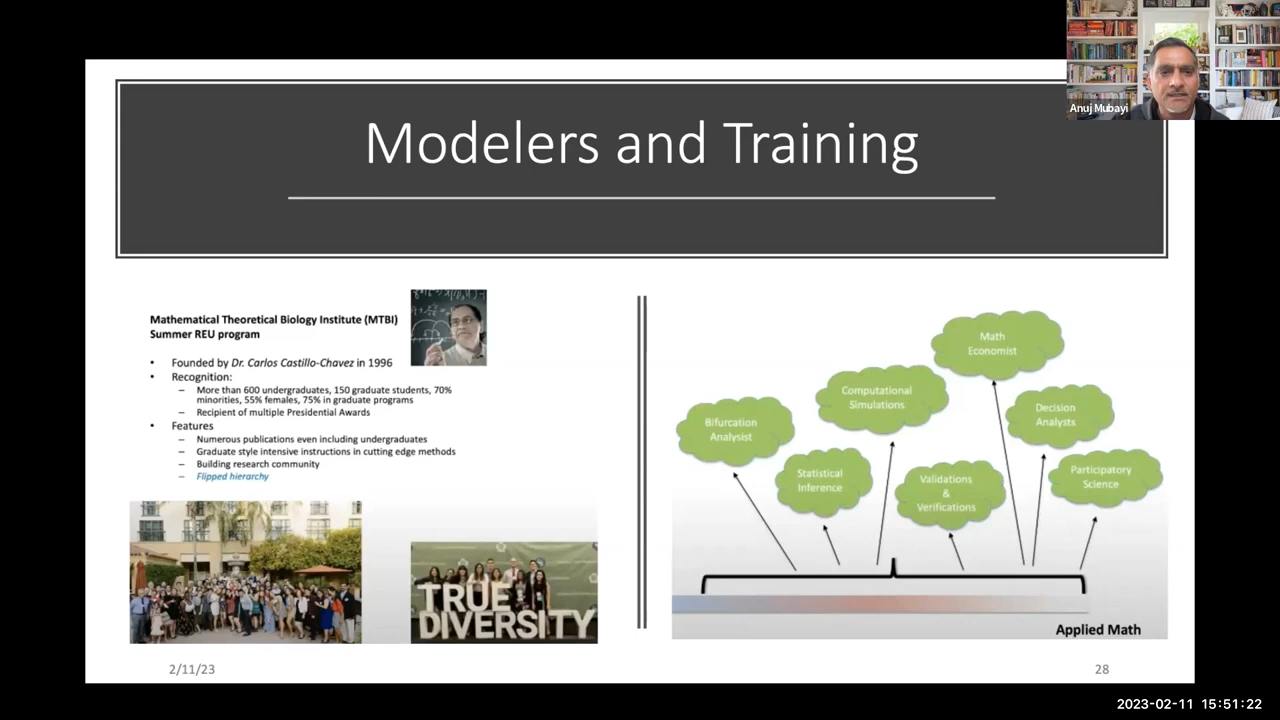 Anuj Mubayi
Modelers and Training
Mathematical Theoretical Biology Institute (MTBI)
Summer REU program
• Founded by Dr. Carlos Castillo-Chavez in 1996
• Recognition:
– More than 600 undergraduates, 150 graduate students, 70%
minorities, 55% females, 75% in graduate programs
– Recipient of multiple Presidential Awards
• Features
– Numerous publications even including undergraduates
– Graduate style intensive instructions in cutting edge methods
– Building research community
– Flipped hierarchy
TRUE
DIVERSITY
Math
Economist
Computational
Simulations
Decision
Analysts
Bifurcation
Analysist
Statistical
Inference
Validations
&
Verifications
Participatory
Science
Applied Math
2/11/23
28
2023-02-11 15:51:22